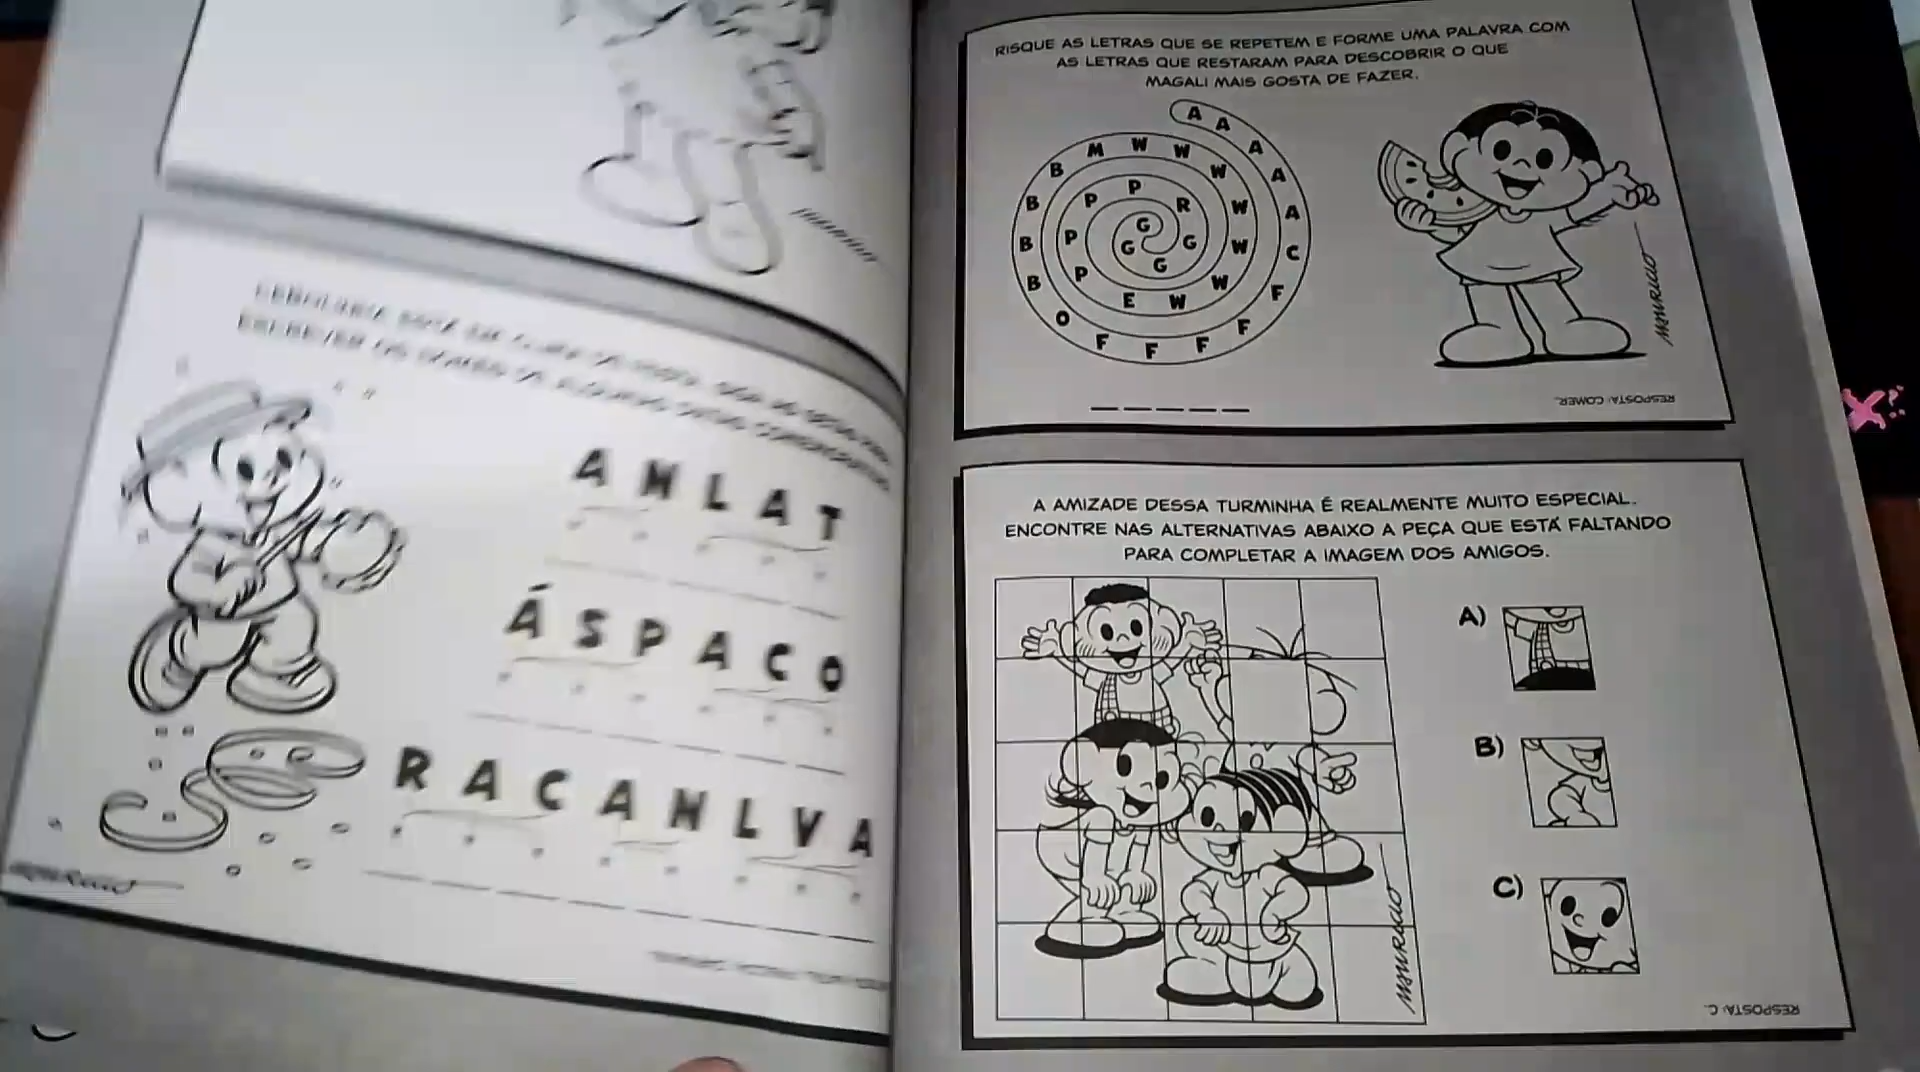 A N L A T
Á S P A C O
R A C A N L V A
RISQUE AS LETRAS QUE SE REPETEM E FORME UMA PALAVRA COM
AS LETRAS QUE RESTARAM PARA DESCOBRIR O QUE
MAGALI MAIS GOSTA DE FAZER.
A A A A A C F F F F F O B B B B M W W W W W W W E P P P P R G G G G
MAURICIO
RESPOSTA: COMER.
A AMIZADE DESSA TURMINHA É REALMENTE MUITO ESPECIAL.
ENCONTRE NAS ALTERNATIVAS ABAIXO A PEÇA QUE ESTÁ FALTANDO
PARA COMPLETAR A IMAGEM DOS AMIGOS.
A)
B)
C)
MAURICIO
RESPOSTA: C.